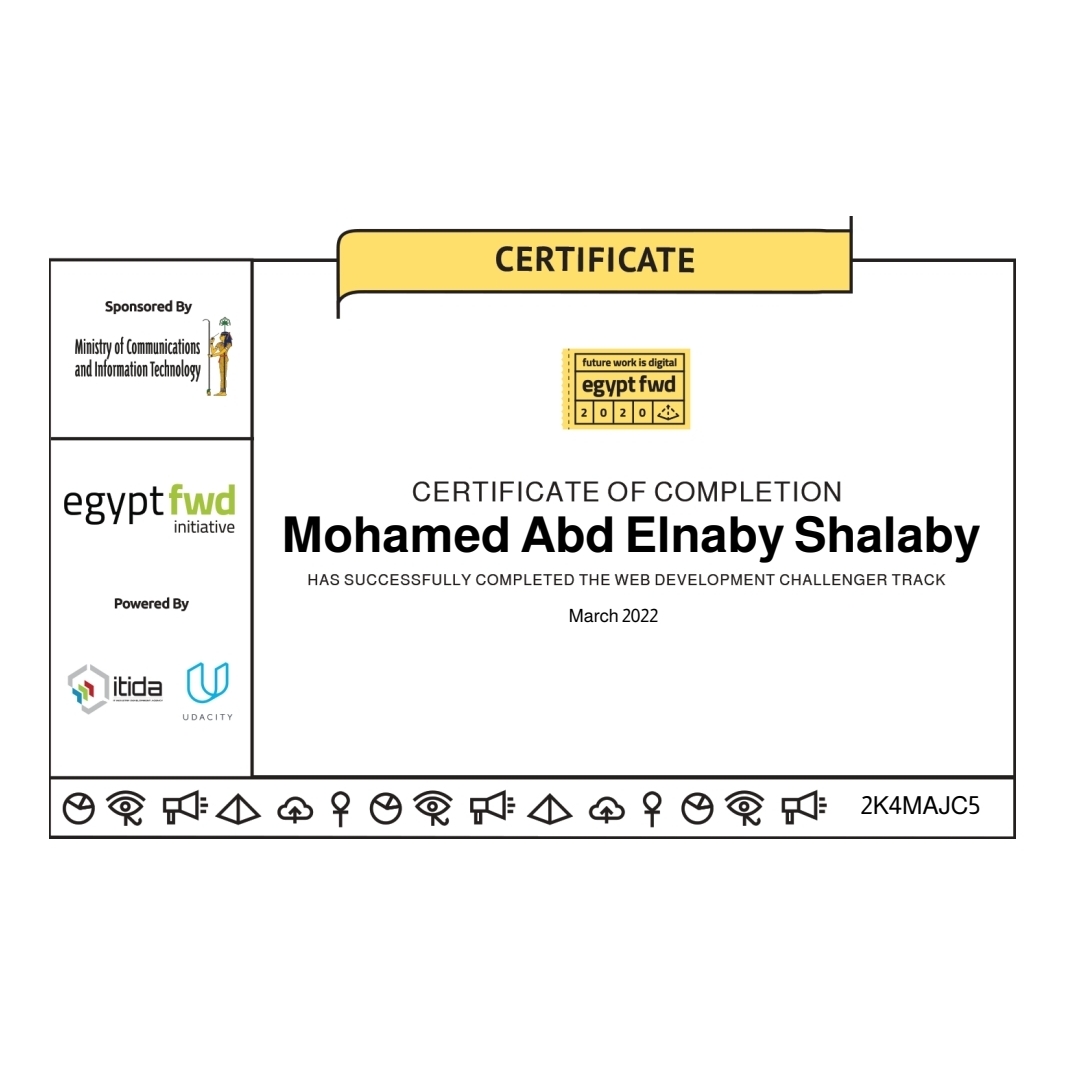 CERTIFICATE
Sponsored By
Ministry of Communications
and Information Technology
egypt fwd
initiative
Powered By
itida
UDACITY
future work is digital
egypt fwd
2 0 2 0
CERTIFICATE OF COMPLETION
Mohamed Abd Elnaby Shalaby
HAS SUCCESSFULLY COMPLETED THE WEB DEVELOPMENT CHALLENGER TRACK
March 2022
2K4MAJC5